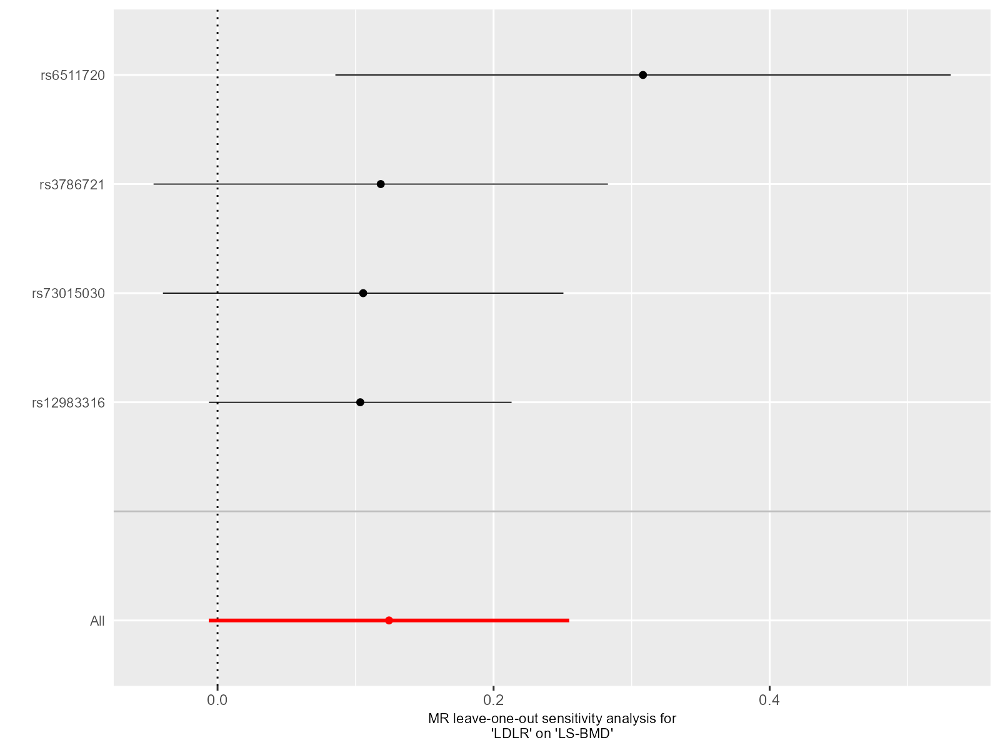 rs6511720
rs3786721
rs73015030
rs12983316
All
0.0 0.2 0.4
MR leave-one-out sensitivity analysis for
'LDLR' on 'LS-BMD'